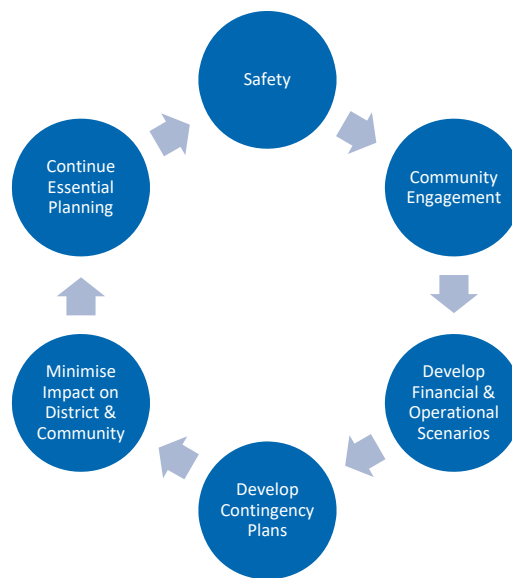 Safety
Community
Engagement
Develop
Financial &
Operational
Scenarios
Develop
Contingency
Plans
Minimise
Impact on
District &
Community
Continue
Essential
Planning